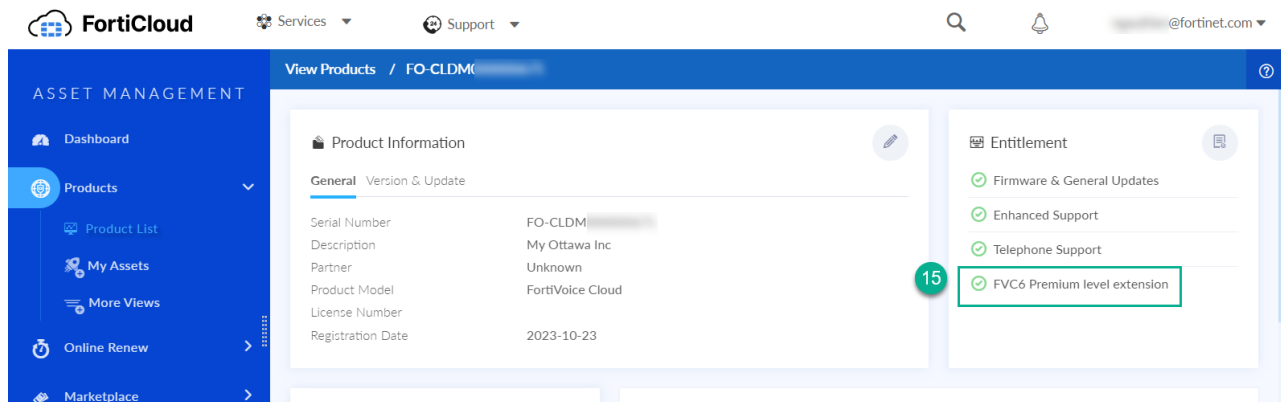 FortiCloud
Services
Support
@fortinet.com
View Products / FO-CLDM
ASSET MANAGEMENT
Dashboard
Products
Product List
My Assets
More Views
Online Renew
Marketplace
Product Information
General Version & Update
Serial Number FO-CLDM
Description My Ottawa Inc
Partner Unknown
Product Model FortiVoice Cloud
License Number
Registration Date 2023-10-23
Entitlement
Firmware & General Updates
Enhanced Support
Telephone Support
15
FVC6 Premium level extension